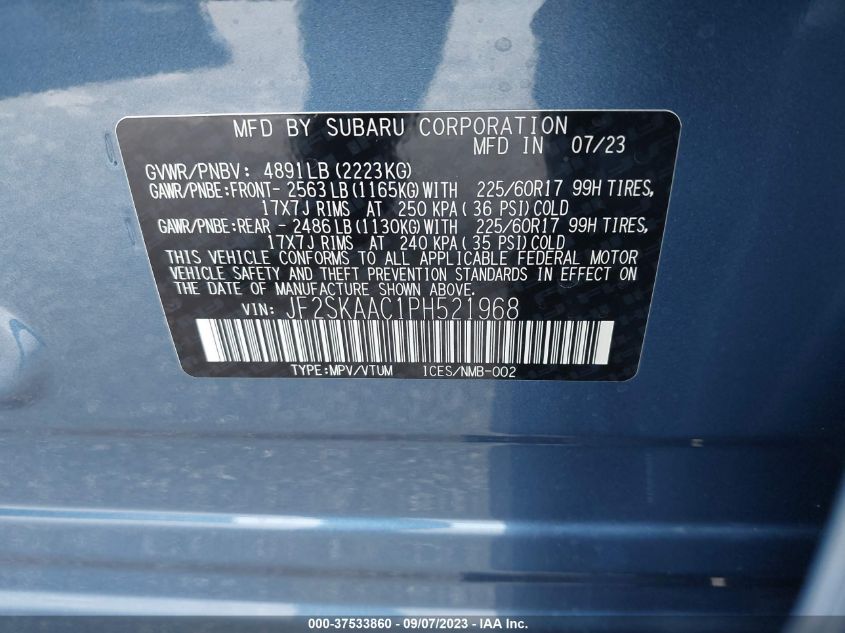 MFD BY SUBARU CORPORATION
MFD IN 07/23
GVWR/PNBV: 4891LB(2223KG)
GAWR/PNBE:FRONT- 2563LB(1165KG)WITH 225/60R17 99H TIRES,
17X7J RIMS AT 250 KPA( 36 PSI)COLD
GAWR/PNBE:REAR - 2486LB(1130KG)WITH 225/60R17 99H TIRES,
17X7J RIMS AT 240 KPA( 35 PSI)COLD
THIS VEHICLE CONFORMS TO ALL APPLICABLE FEDERAL MOTOR
VEHICLE SAFETY AND THEFT PREVENTION STANDARDS IN EFFECT ON
THE DATE OF MANUFACTURE SHOWN ABOVE.
VIN: JF2SKAAC1PH521968
TYPE:MPV/VTUM ICES/NMB-002
000-37533860 - 09/07/2023 - IAA Inc.